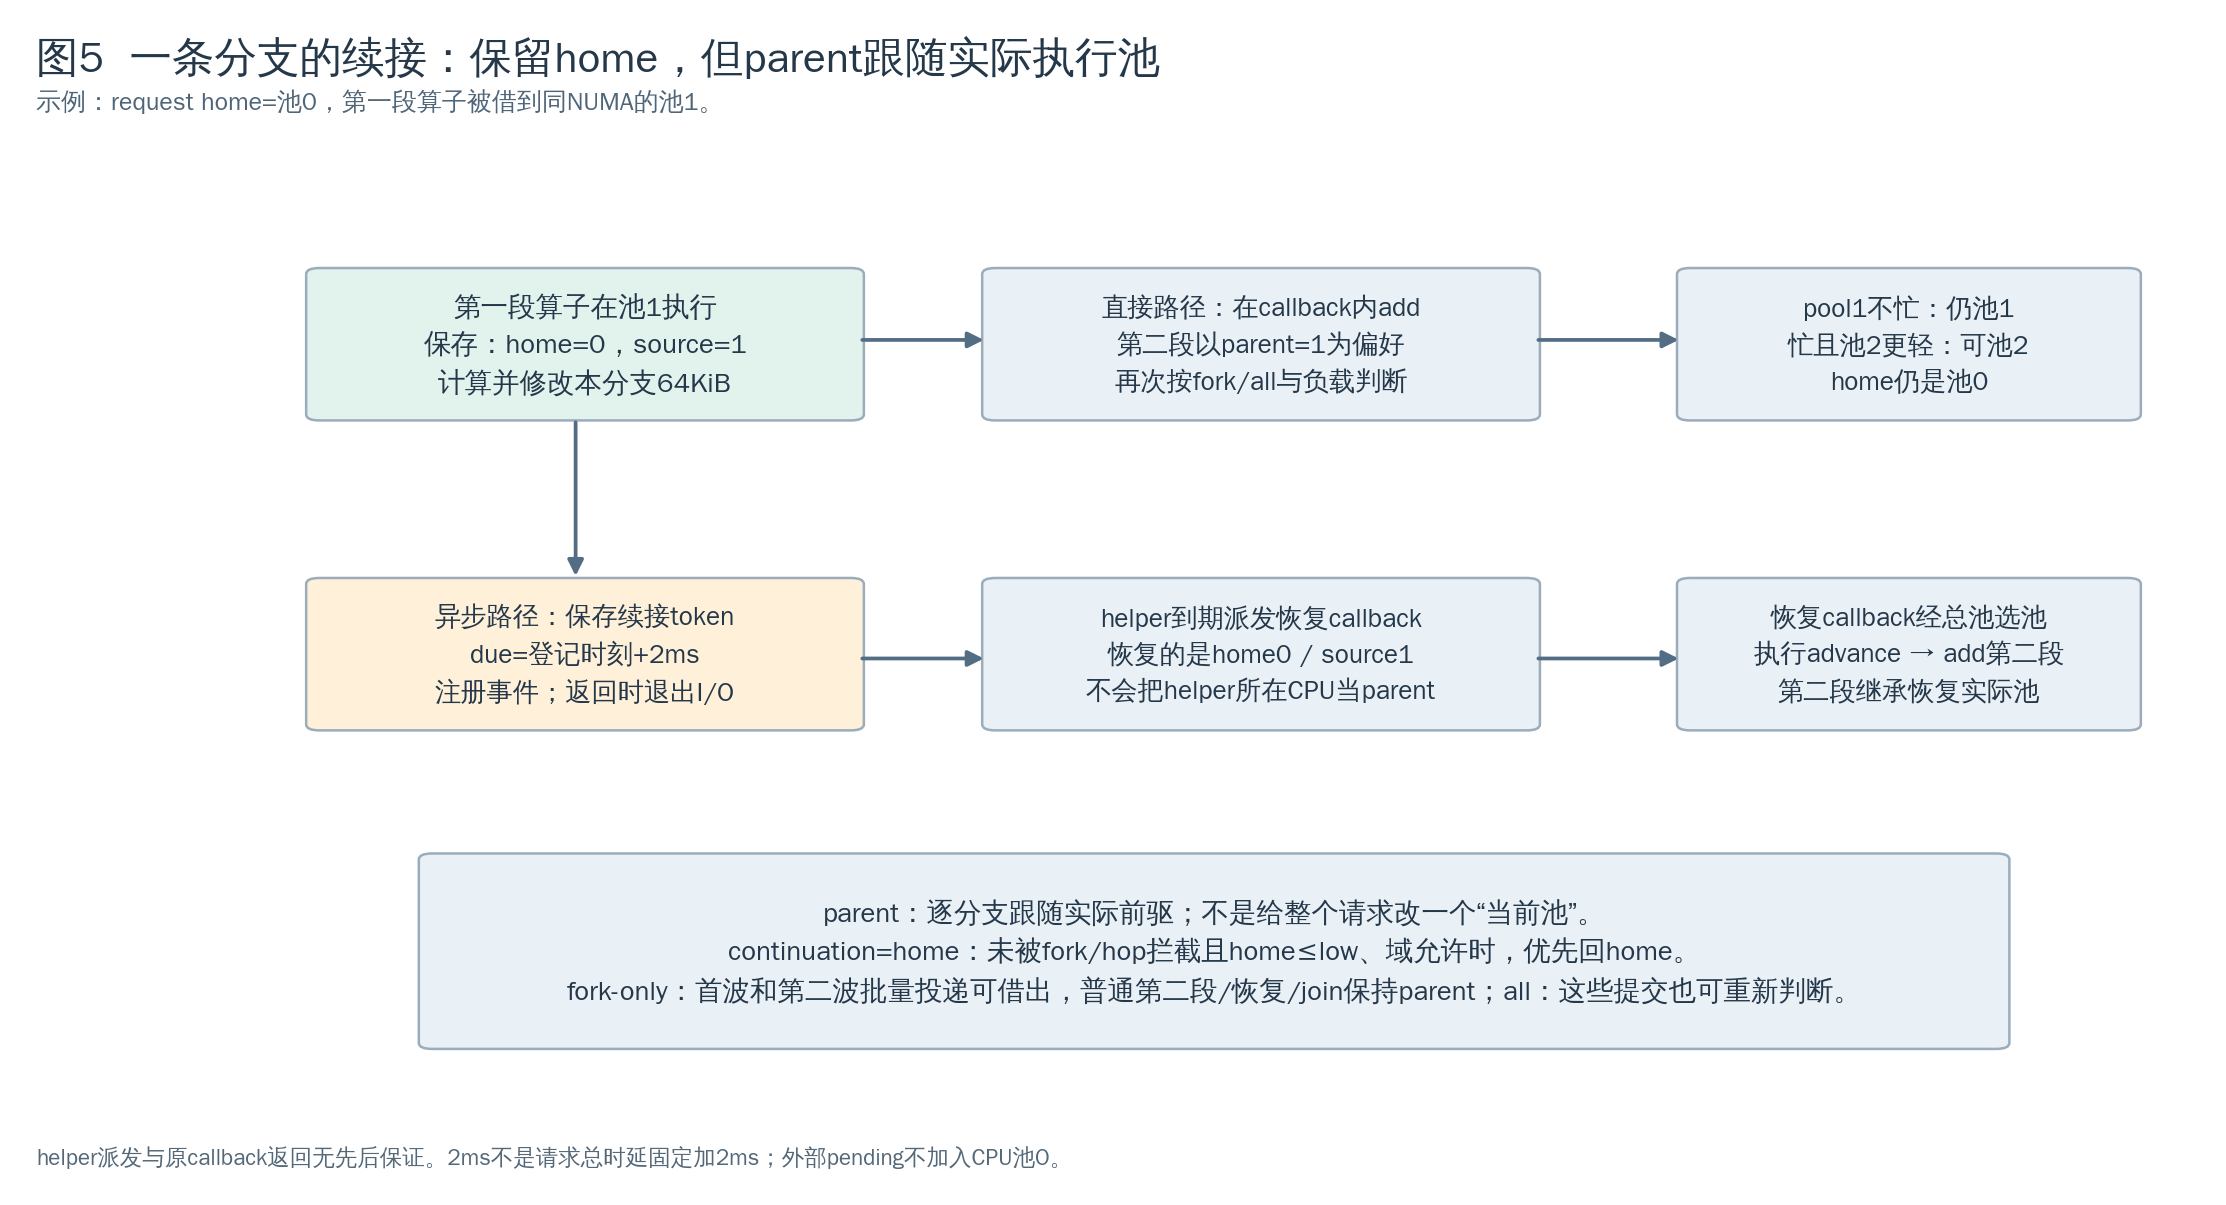 图5  一条分支的续接：保留home，但parent跟随实际执行池
示例：request home=池0，第一段算子被借到同NUMA的池1。
第一段算子在池1执行
保存：home=0，source=1
计算并修改本分支64KiB
直接路径：在callback内add
第二段以parent=1为偏好
再次按fork/all与负载判断
pool1不忙：仍池1
忙且池2更轻：可池2
home仍是池0
异步路径：保存续接token
due=登记时刻+2ms
注册事件；返回时退出I/O
helper到期派发恢复callback
恢复的是home0 / source1
不会把helper所在CPU当parent
恢复callback经总池选池
执行advance → add第二段
第二段继承恢复实际池
parent：逐分支跟随实际前驱；不是给整个请求改一个“当前池”。
continuation=home：未被fork/hop拦截且home≤low、域允许时，优先回home。
fork-only：首波和第二波批量投递可借出，普通第二段/恢复/join保持parent；all：这些提交也可重新判断。
helper派发与原callback返回无先后保证。2ms不是请求总时延固定加2ms；外部pending不加入CPU池Q。